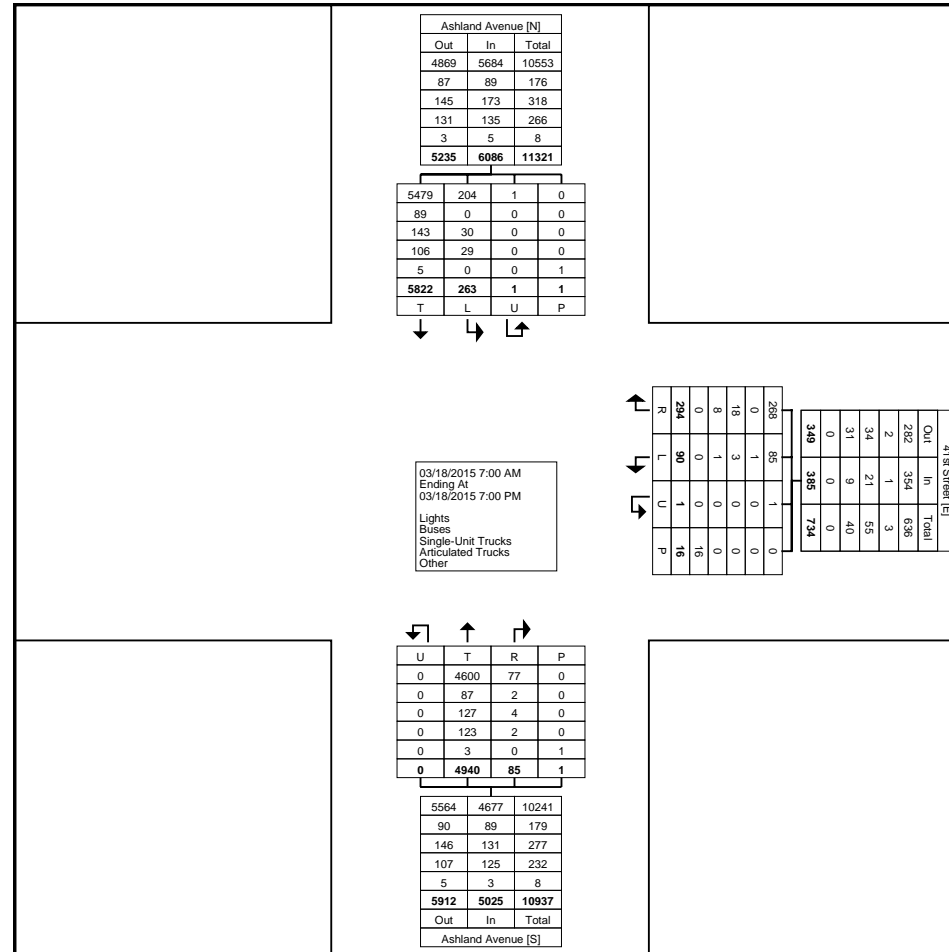 Ashland Avenue [N]
Out In Total
4869 5684 10553
87 89 176
145 173 318
131 135 266
3 5 8
5235 6086 11321
5479 204 1 0
89 0 0 0
143 30 0 0
106 29 0 0
5 0 0 1
5822 263 1 1
T L U P
41st Street [E]
Out In Total
282 354 636
2 1 3
34 21 55
31 9 40
0 0 0
349 385 734
268 85 1 0
0 1 0 0
18 3 0 0
8 1 0 0
0 0 0 16
294 90 1 16
R L U P
03/18/2015 7:00 AM
Ending At
03/18/2015 7:00 PM
Lights
Buses
Single-Unit Trucks
Articulated Trucks
Other
U T R P
0 4600 77 0
0 87 2 0
0 127 4 0
0 123 2 0
0 3 0 1
0 4940 85 1
5564 4677 10241
90 89 179
146 131 277
107 125 232
5 3 8
5912 5025 10937
Out In Total
Ashland Avenue [S]